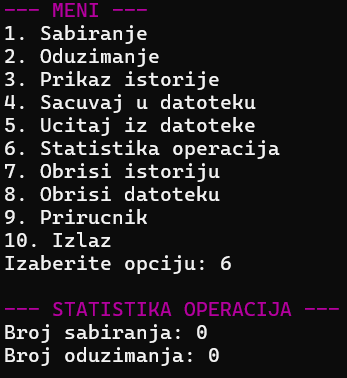 --- MENI ---
1. Sabiranje
2. Oduzimanje
3. Prikaz istorije
4. Sacuvaj u datoteku
5. Ucitaj iz datoteke
6. Statistika operacija
7. Obrisi istoriju
8. Obrisi datoteku
9. Prirucnik
10. Izlaz
Izaberite opciju: 6
--- STATISTIKA OPERACIJA ---
Broj sabiranja: 0
Broj oduzimanja: 0